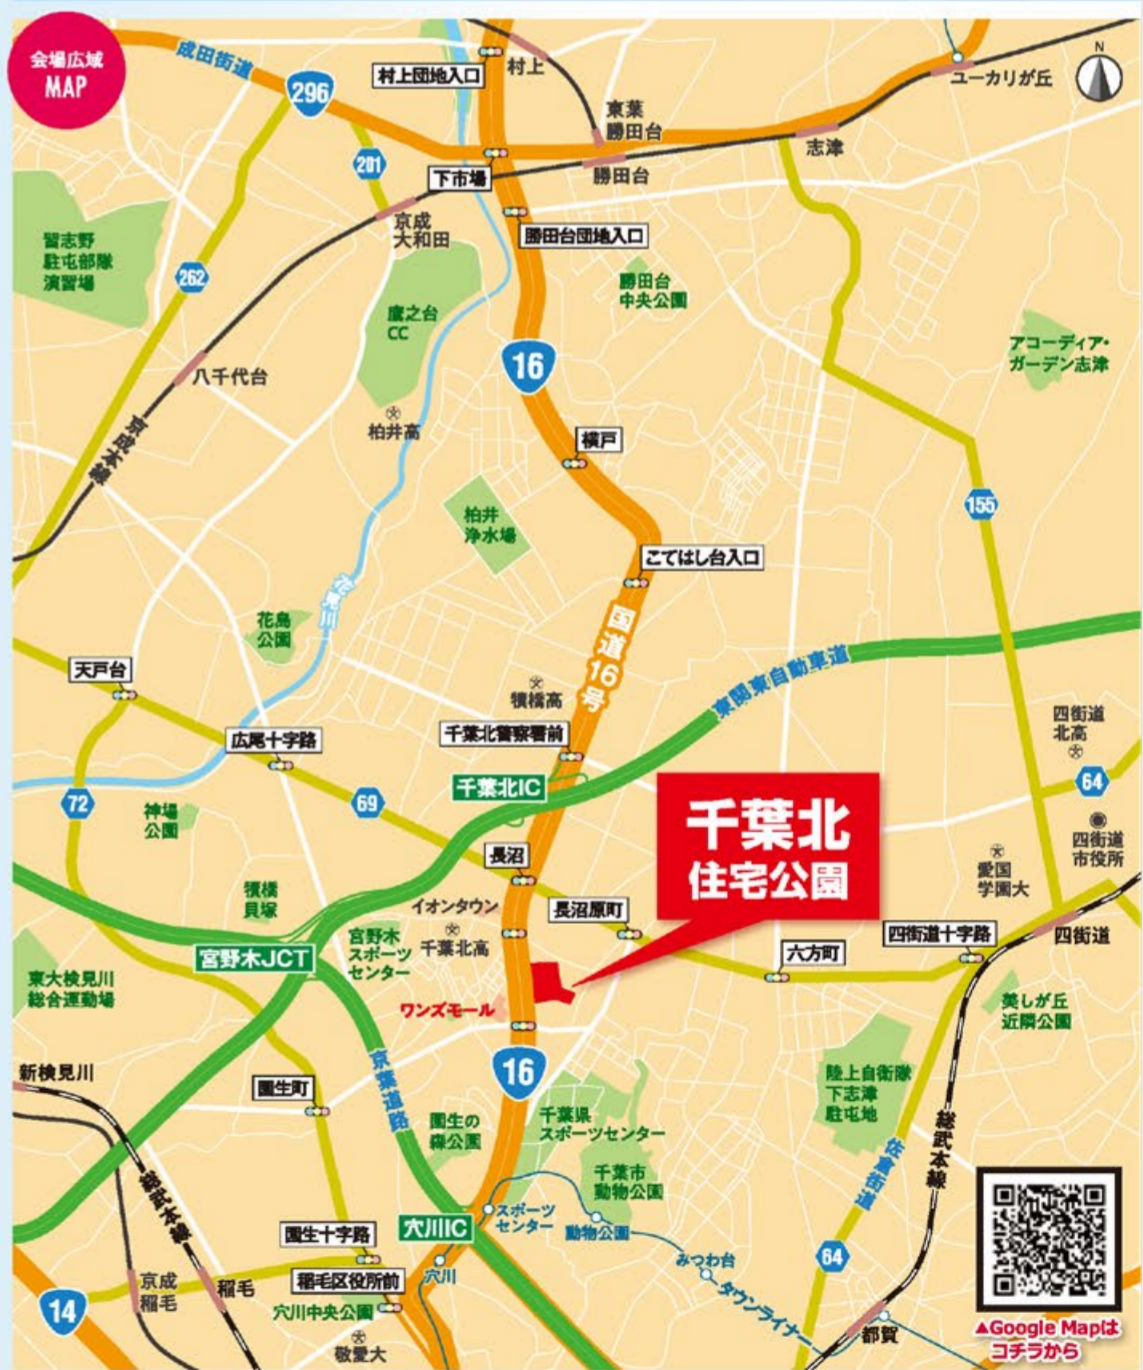 会場広域
MAP
成田街道
296
村上団地入口
村上
ユーカリが丘
N
東葉
勝田台
201
下市場
勝田台
志津
京成
大和田
勝田台団地入口
習志野
駐屯部隊
演習場
262
鷹之台
CC
勝田台
中央公園
アコーディア・
ガーデン志津
16
八千代台
柏井高
京成本線
横戸
155
柏井
浄水場
こてはし台入口
花見川
花島
公園
国道16号
天戸台
犢橋高
東関東自動車道
広尾十字路
千葉北警察署前
四街道
北高
千葉北IC
64
72
69
神場
公園
千葉北
住宅公園
四街道
市役所
長沼
愛国
学園大
犢橋
貝塚
イオンタウン
長沼原町
宮野木
スポーツ
センター
千葉北高
四街道十字路
四街道
宮野木JCT
六方町
東大検見川
総合運動場
ワンズモール
美しが丘
近隣公園
新検見川
16
園生町
京葉道路
陸上自衛隊
下志津
駐屯地
園生の
森公園
千葉県
スポーツセンター
総武本線
佐倉街道
千葉市
動物公園
総武本線
園生十字路
穴川IC
スポーツ
センター
動物公園
みつわ台
64
京成
稲毛
稲毛
稲毛区役所前
穴川
タウンライナー
14
穴川中央公園
都賀
敬愛大
▲Google Mapは
コチラから